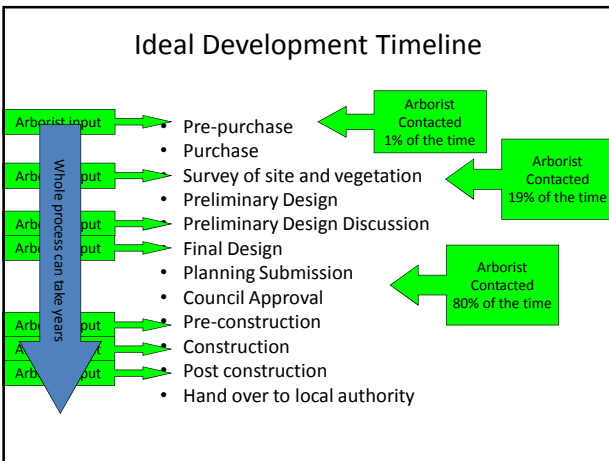 Ideal Development Timeline
Arborist input
• Pre-purchase
Arborist
Contacted
1% of the time
• Purchase
• Survey of site and vegetation
Arborist
Contacted
19% of the time
• Preliminary Design
• Preliminary Design Discussion
• Final Design
• Planning Submission
Arborist
Contacted
80% of the time
• Council Approval
• Pre-construction
• Construction
• Post construction
• Hand over to local authority
Whole process can take years